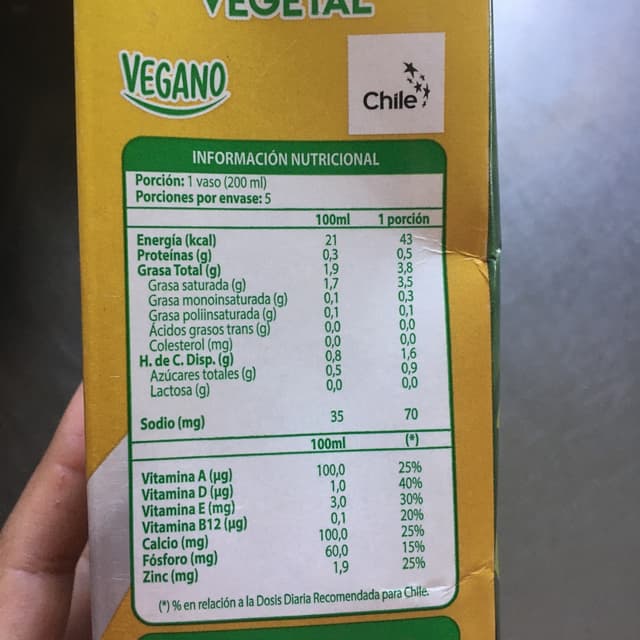 VEGETAL
VEGANO
Chile
INFORMACIÓN NUTRICIONAL
Porción: 1 vaso (200 ml)
Porciones por envase: 5
100ml 1 porción
Energía (kcal) 21 43
Proteínas (g) 0,3 0,5
Grasa Total (g) 1,9 3,8
Grasa saturada (g) 1,7 3,5
Grasa monoinsaturada (g) 0,1 0,3
Grasa poliinsaturada (g) 0,1 0,1
Ácidos grasos trans (g) 0,0 0,0
Colesterol (mg) 0,0 0,0
H. de C. Disp. (g) 0,8 1,6
Azúcares totales (g) 0,5 0,9
Lactosa (g) 0,0 0,0
Sodio (mg) 35 70
100ml (*)
Vitamina A (µg) 100,0 25%
Vitamina D (µg) 1,0 40%
Vitamina E (mg) 3,0 30%
Vitamina B12 (µg) 0,1 20%
Calcio (mg) 100,0 25%
Fósforo (mg) 60,0 15%
Zinc (mg) 1,9 25%
(*) % en relación a la Dosis Diaria Recomendada para Chile.